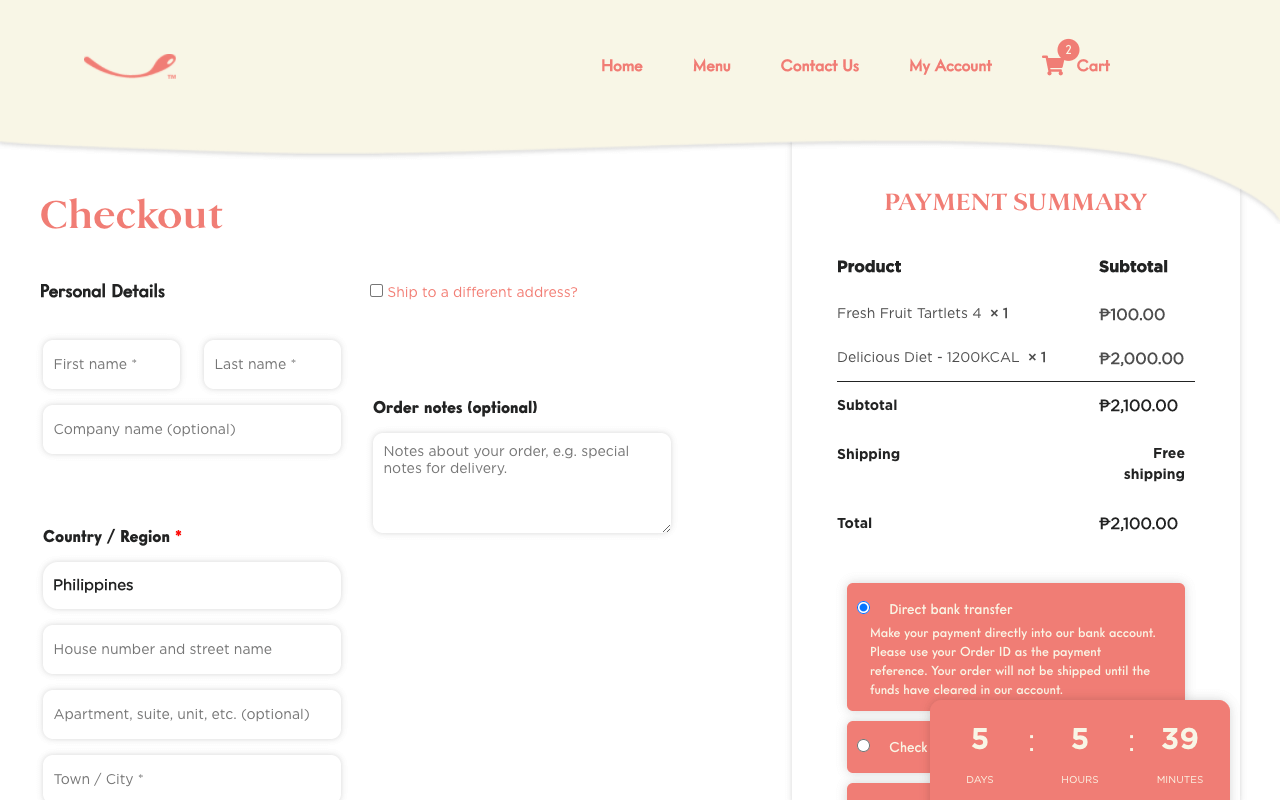 TM
Home
Menu
Contact Us
My Account
2
Cart
Checkout
Personal Details
Ship to a different address?
First name *
Last name *
Company name (optional)
Order notes (optional)
Notes about your order, e.g. special
notes for delivery.
Country / Region *
Philippines
House number and street name
Apartment, suite, unit, etc. (optional)
Town / City *
PAYMENT SUMMARY
Product Subtotal
Fresh Fruit Tartlets 4 × 1 ₱100.00
Delicious Diet - 1200KCAL × 1 ₱2,000.00
Subtotal ₱2,100.00
Shipping Free
shipping
Total ₱2,100.00
Direct bank transfer
Make your payment directly into our bank account.
Please use your Order ID as the payment
reference. Your order will not be shipped until the
funds have cleared in our account.
Check
5 : 5 : 39
DAYS HOURS MINUTES